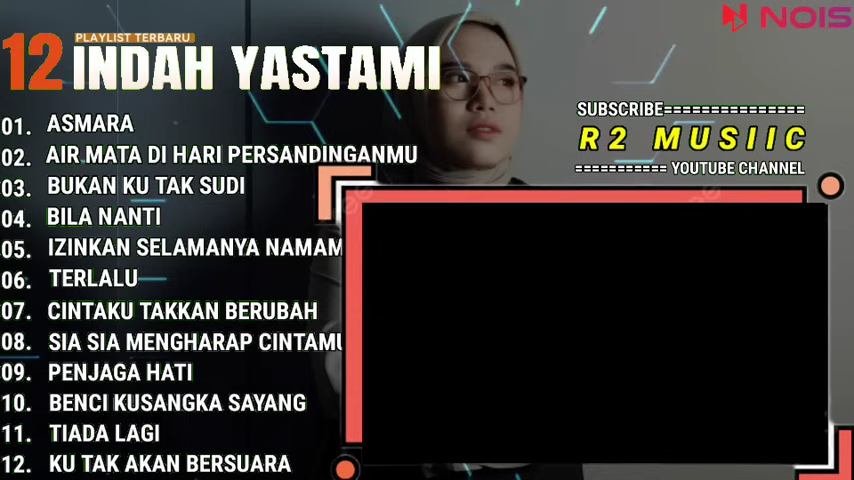 NOIS
PLAYLIST TERBARU
12 INDAH YASTAMI
SUBSCRIBE===============
R2 MUSIIC
=========== YOUTUBE CHANNEL
01. ASMARA
02. AIR MATA DI HARI PERSANDINGANMU
03. BUKAN KU TAK SUDI
04. BILA NANTI
05. IZINKAN SELAMANYA NAMAM
06. TERLALU
07. CINTAKU TAKKAN BERUBAH
08. SIA SIA MENGHARAP CINTAMU
09. PENJAGA HATI
10. BENCI KUSANGKA SAYANG
11. TIADA LAGI
12. KU TAK AKAN BERSUARA